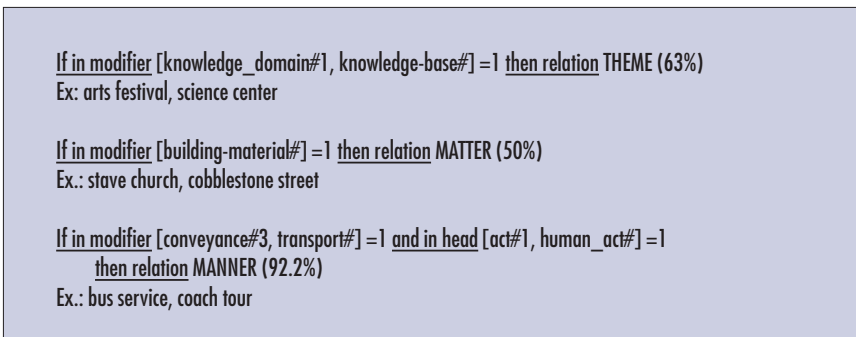 If in modifier [knowledge_domain#1, knowledge-base#] =1 then relation THEME (63%)
Ex: arts festival, science center
If in modifier [building-material#] =1 then relation MATTER (50%)
Ex.: stave church, cobblestone street
If in modifier [conveyance#3, transport#] =1 and in head [act#1, human_act#] =1
then relation MANNER (92.2%)
Ex.: bus service, coach tour